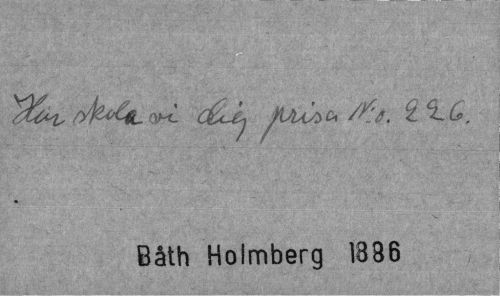 Hur skola vi dig prisa N:o. 226.
Båth Holmberg 1886